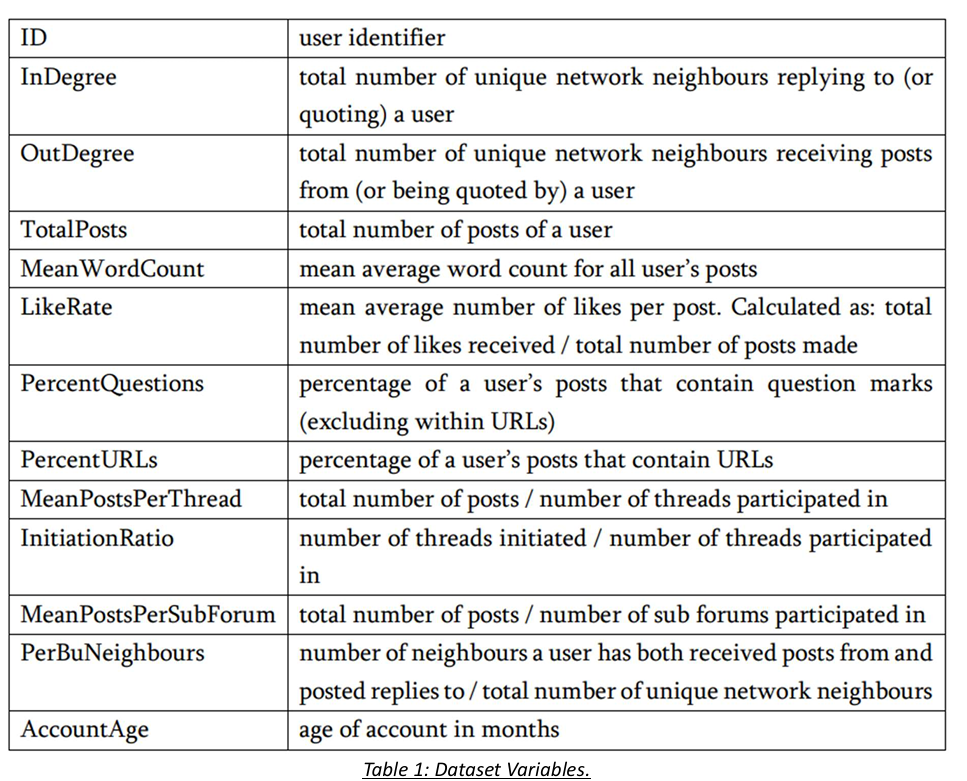 ID user identifier
InDegree total number of unique network neighbours replying to (or
quoting) a user
OutDegree total number of unique network neighbours receiving posts
from (or being quoted by) a user
TotalPosts total number of posts of a user
MeanWordCount mean average word count for all user’s posts
LikeRate mean average number of likes per post. Calculated as: total
number of likes received / total number of posts made
PercentQuestions percentage of a user’s posts that contain question marks
(excluding within URLs)
PercentURLs percentage of a user’s posts that contain URLs
MeanPostsPerThread total number of posts / number of threads participated in
InitiationRatio number of threads initiated / number of threads participated
in
MeanPostsPerSubForum total number of posts / number of sub forums participated in
PerBuNeighbours number of neighbours a user has both received posts from and
posted replies to / total number of unique network neighbours
AccountAge age of account in months
Table 1: Dataset Variables.